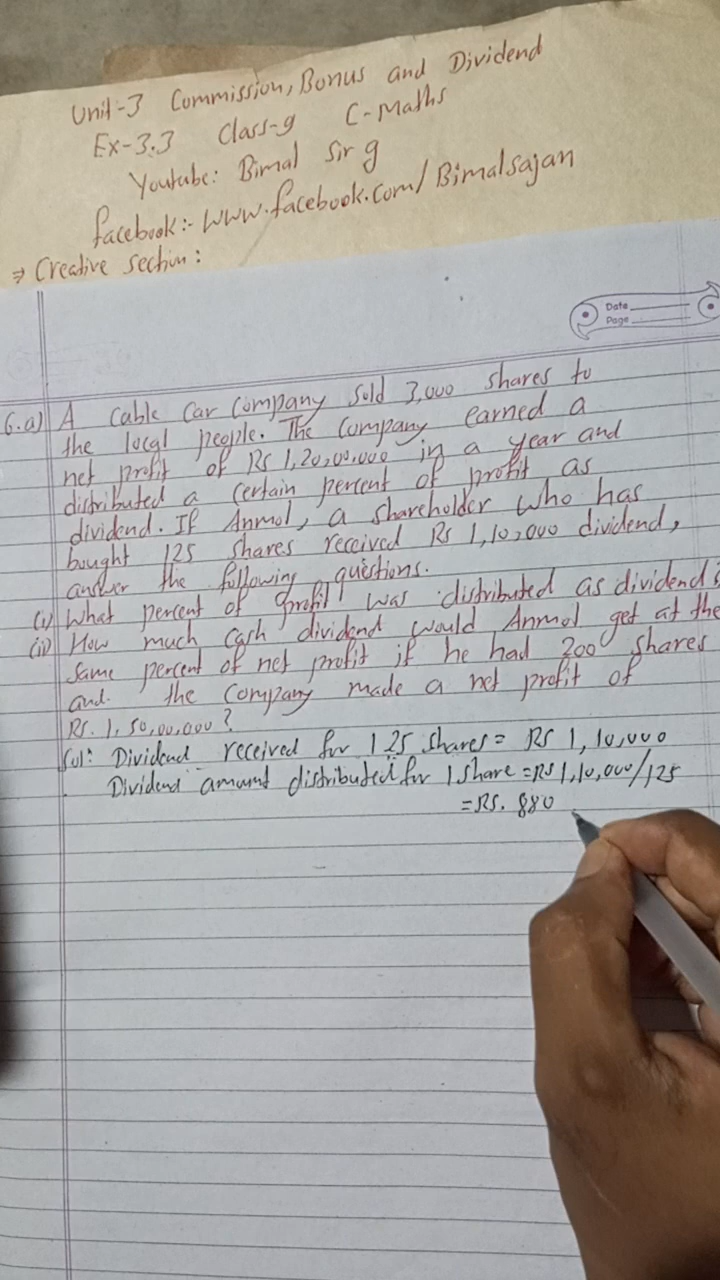 Unit-3 Commission, Bonus and Dividend
Ex-3.3 Class-9 C-Maths
Youtube: Bimal Sir g
facebook:- www.facebook.com/Bimalsajan
⇒ Creative section:
Date
Page
6.a) A Cable Car Company sold 3,000 shares to
the local people. The Company earned a
net profit of RS 1,20,00,000 in a year and
distributed a certain percent of profit as
dividend. If Anmol, a shareholder who has
bought 125 shares received RS 1,10,000 dividend,
answer the following questions.
(i) What percent of profit was distributed as dividend?
(ii) How much cash dividend would Anmol get at the
same percent of net profit if he had 200 shares
and the company made a net profit of
RS. 1,50,00,000?
Sol: Dividend received for 125 shares = RS 1,10,000
Dividend amount distributed for 1 share = RS 1,10,000/125
= RS. 880